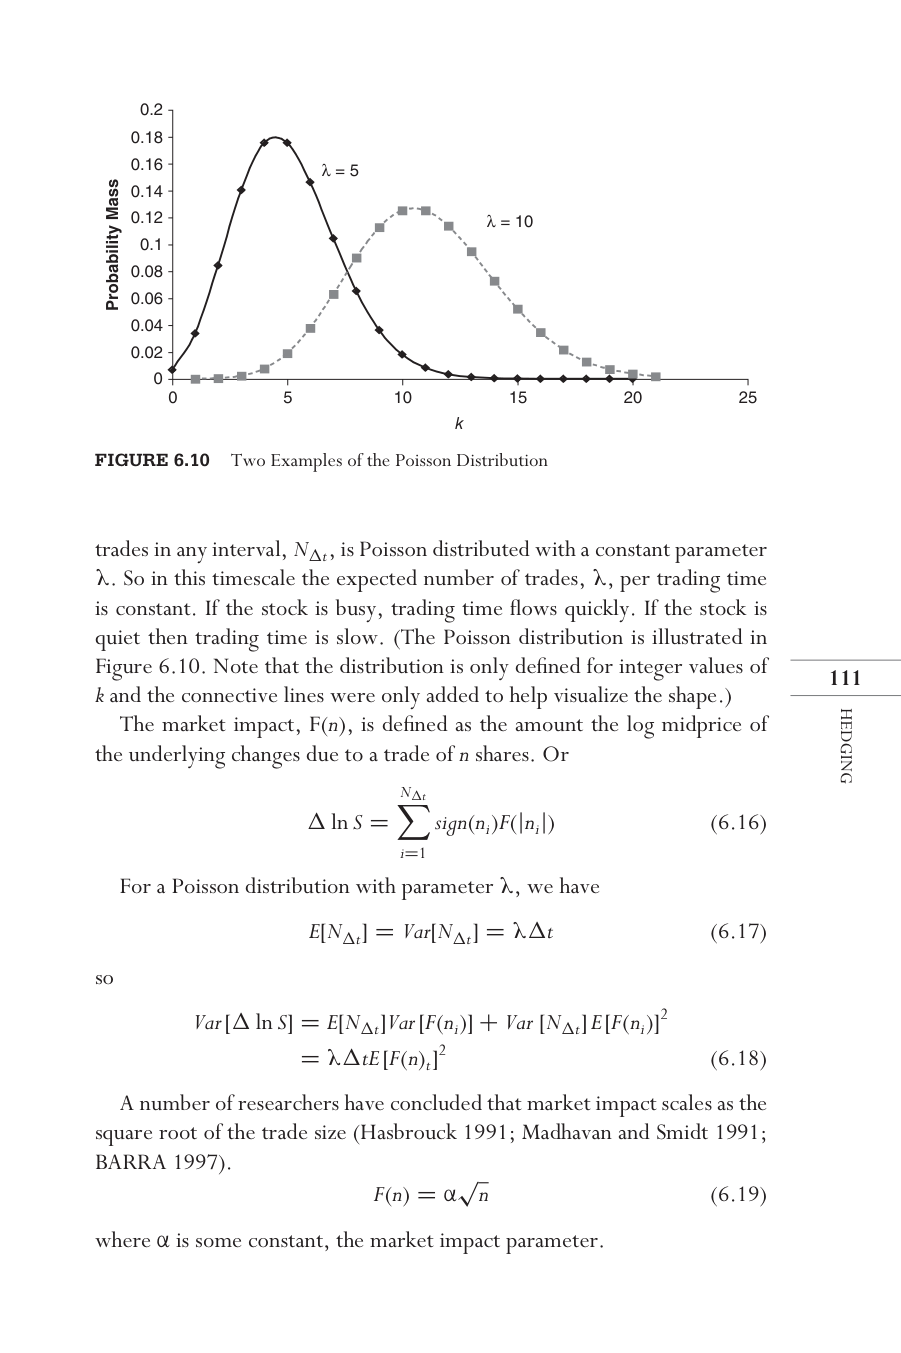 0.2
0.18
0.16
0.14
0.12
0.1
0.08
0.06
0.04
0.02
0
Probability Mass
λ = 5
λ = 10
0 5 10 15 20 25
k
FIGURE 6.10 Two Examples of the Poisson Distribution
trades in any interval, N_Δt, is Poisson distributed with a constant parameter
λ. So in this timescale the expected number of trades, λ, per trading time
is constant. If the stock is busy, trading time flows quickly. If the stock is
quiet then trading time is slow. (The Poisson distribution is illustrated in
Figure 6.10. Note that the distribution is only defined for integer values of
k and the connective lines were only added to help visualize the shape.)
The market impact, F(n), is defined as the amount the log midprice of
the underlying changes due to a trade of n shares. Or
Δ ln S = ∑_{i=1}^{N_Δt} sign(n_i)F(|n_i|) (6.16)
For a Poisson distribution with parameter λ, we have
E[N_Δt] = Var[N_Δt] = λΔt (6.17)
so
Var[Δ ln S] = E[N_Δt]Var[F(n_i)] + Var [N_Δt]E[F(n_i)]²
= λΔtE[F(n)_t]² (6.18)
A number of researchers have concluded that market impact scales as the
square root of the trade size (Hasbrouck 1991; Madhavan and Smidt 1991;
BARRA 1997).
F(n) = α√n (6.19)
where α is some constant, the market impact parameter.
111
HEDGING